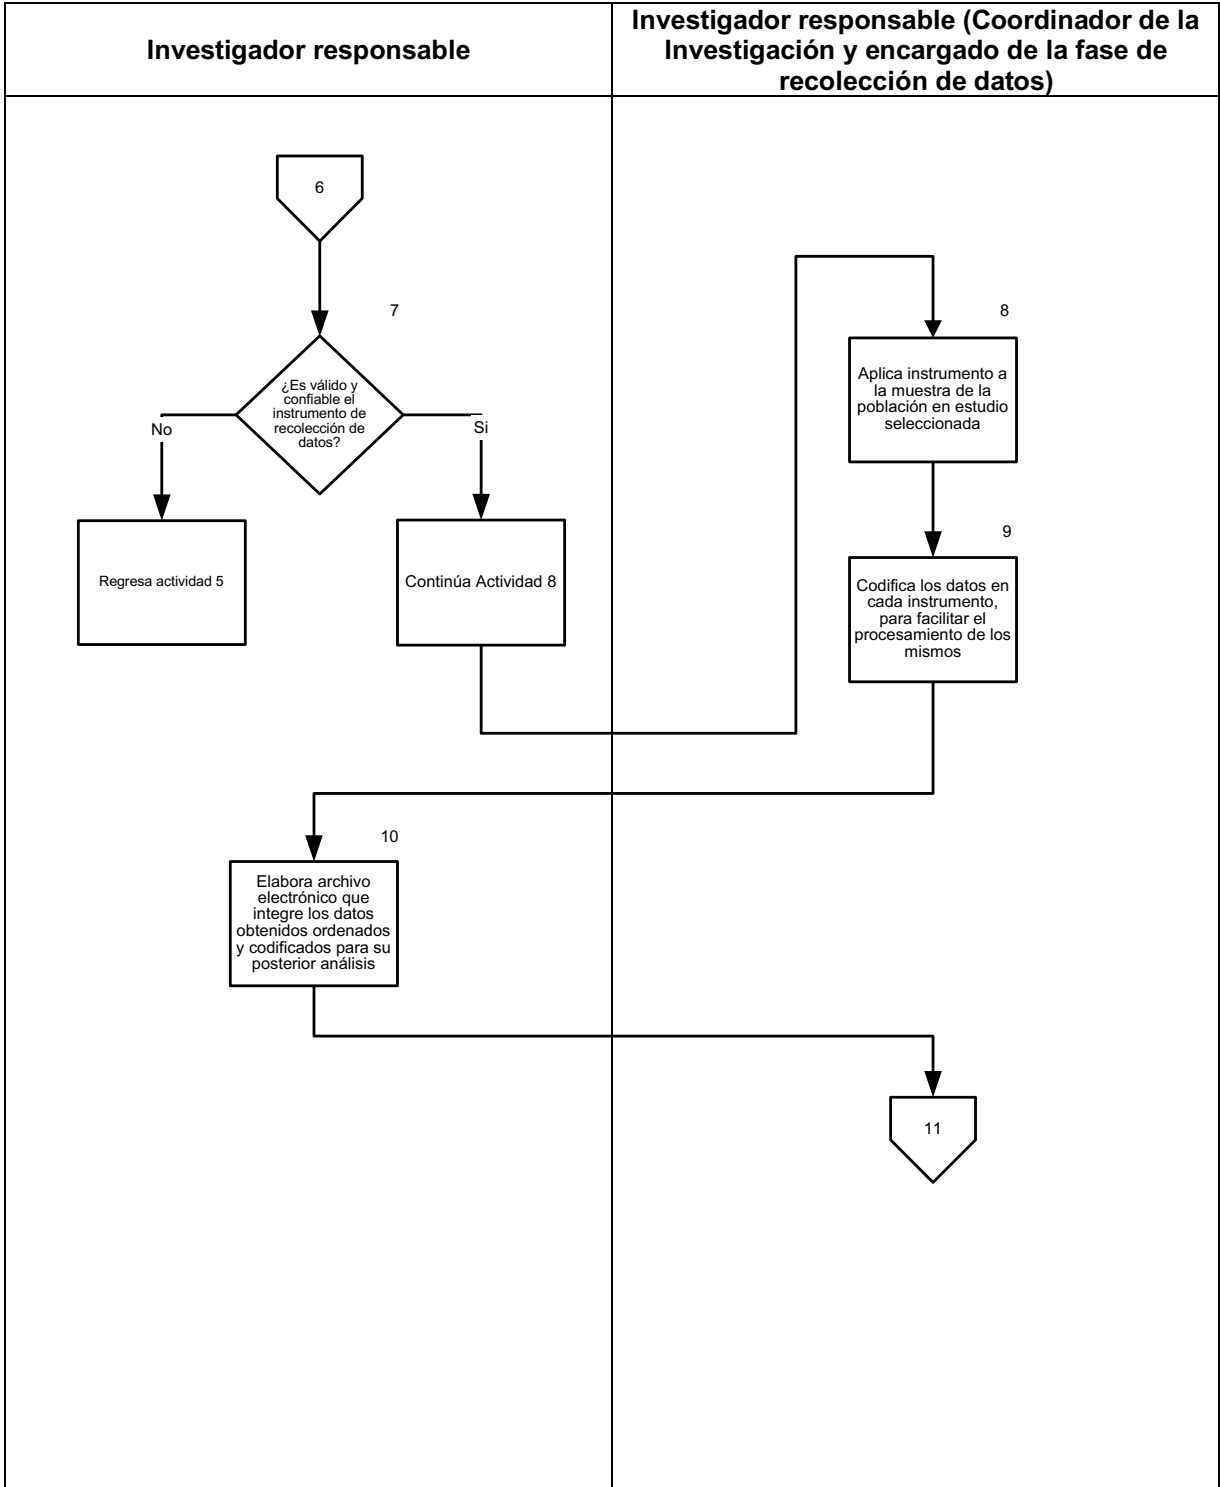 Investigador responsable
Investigador responsable (Coordinador de la
Investigación y encargado de la fase de
recolección de datos)
6
7
¿Es válido y
confiable el
instrumento de
recolección de
datos?
No
Si
Regresa actividad 5
Continúa Actividad 8
8
Aplica instrumento a
la muestra de la
población en estudio
seleccionada
9
Codifica los datos en
cada instrumento,
para facilitar el
procesamiento de los
mismos
10
Elabora archivo
electrónico que
integre los datos
obtenidos ordenados
y codificados para su
posterior análisis
11